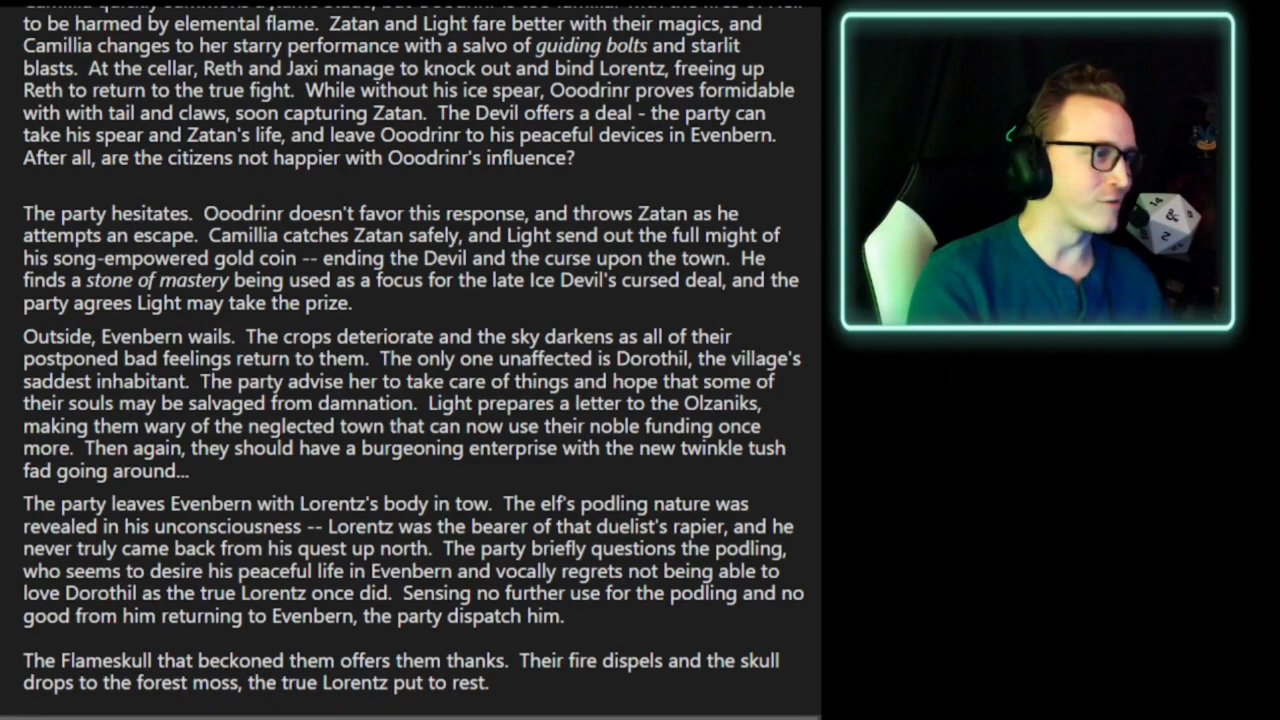 to be harmed by elemental flame.  Zatan and Light fare better with their magics, and
Camillia changes to her starry performance with a salvo of guiding bolts and starlit
blasts.  At the cellar, Reth and Jaxi manage to knock out and bind Lorentz, freeing up
Reth to return to the true fight.  While without his ice spear, Ooodrinr proves formidable
with with tail and claws, soon capturing Zatan.  The Devil offers a deal - the party can
take his spear and Zatan's life, and leave Ooodrinr to his peaceful devices in Evenbern.
After all, are the citizens not happier with Ooodrinr's influence?
The party hesitates.  Ooodrinr doesn't favor this response, and throws Zatan as he
attempts an escape.  Camillia catches Zatan safely, and Light send out the full might of
his song-empowered gold coin -- ending the Devil and the curse upon the town.  He
finds a stone of mastery being used as a focus for the late Ice Devil's cursed deal, and the
party agrees Light may take the prize.
Outside, Evenbern wails.  The crops deteriorate and the sky darkens as all of their
postponed bad feelings return to them.  The only one unaffected is Dorothil, the village's
saddest inhabitant.  The party advise her to take care of things and hope that some of
their souls may be salvaged from damnation.  Light prepares a letter to the Olzaniks,
making them wary of the neglected town that can now use their noble funding once
more.  Then again, they should have a burgeoning enterprise with the new twinkle tush
fad going around...
The party leaves Evenbern with Lorentz's body in tow.  The elf's podling nature was
revealed in his unconsciousness -- Lorentz was the bearer of that duelist's rapier, and he
never truly came back from his quest up north.  The party briefly questions the podling,
who seems to desire his peaceful life in Evenbern and vocally regrets not being able to
love Dorothil as the true Lorentz once did.  Sensing no further use for the podling and no
good from him returning to Evenbern, the party dispatch him.
The Flameskull that beckoned them offers them thanks.  Their fire dispels and the skull
drops to the forest moss, the true Lorentz put to rest.
14
2